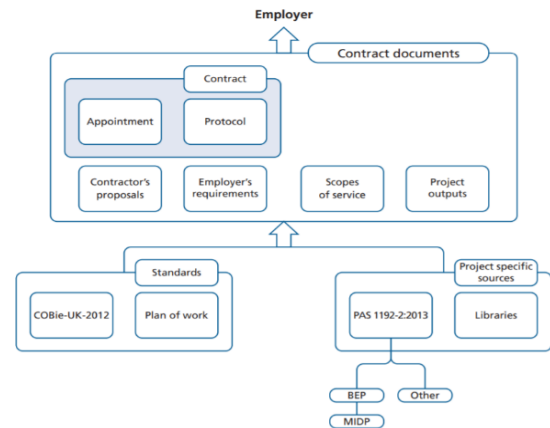 Employer
Contract documents
Contract
Appointment
Protocol
Contractor's
proposals
Employer's
requirements
Scopes
of service
Project
outputs
Standards
Project specific
sources
COBie-UK-2012
Plan of work
PAS 1192-2:2013
Libraries
BEP
Other
MIDP